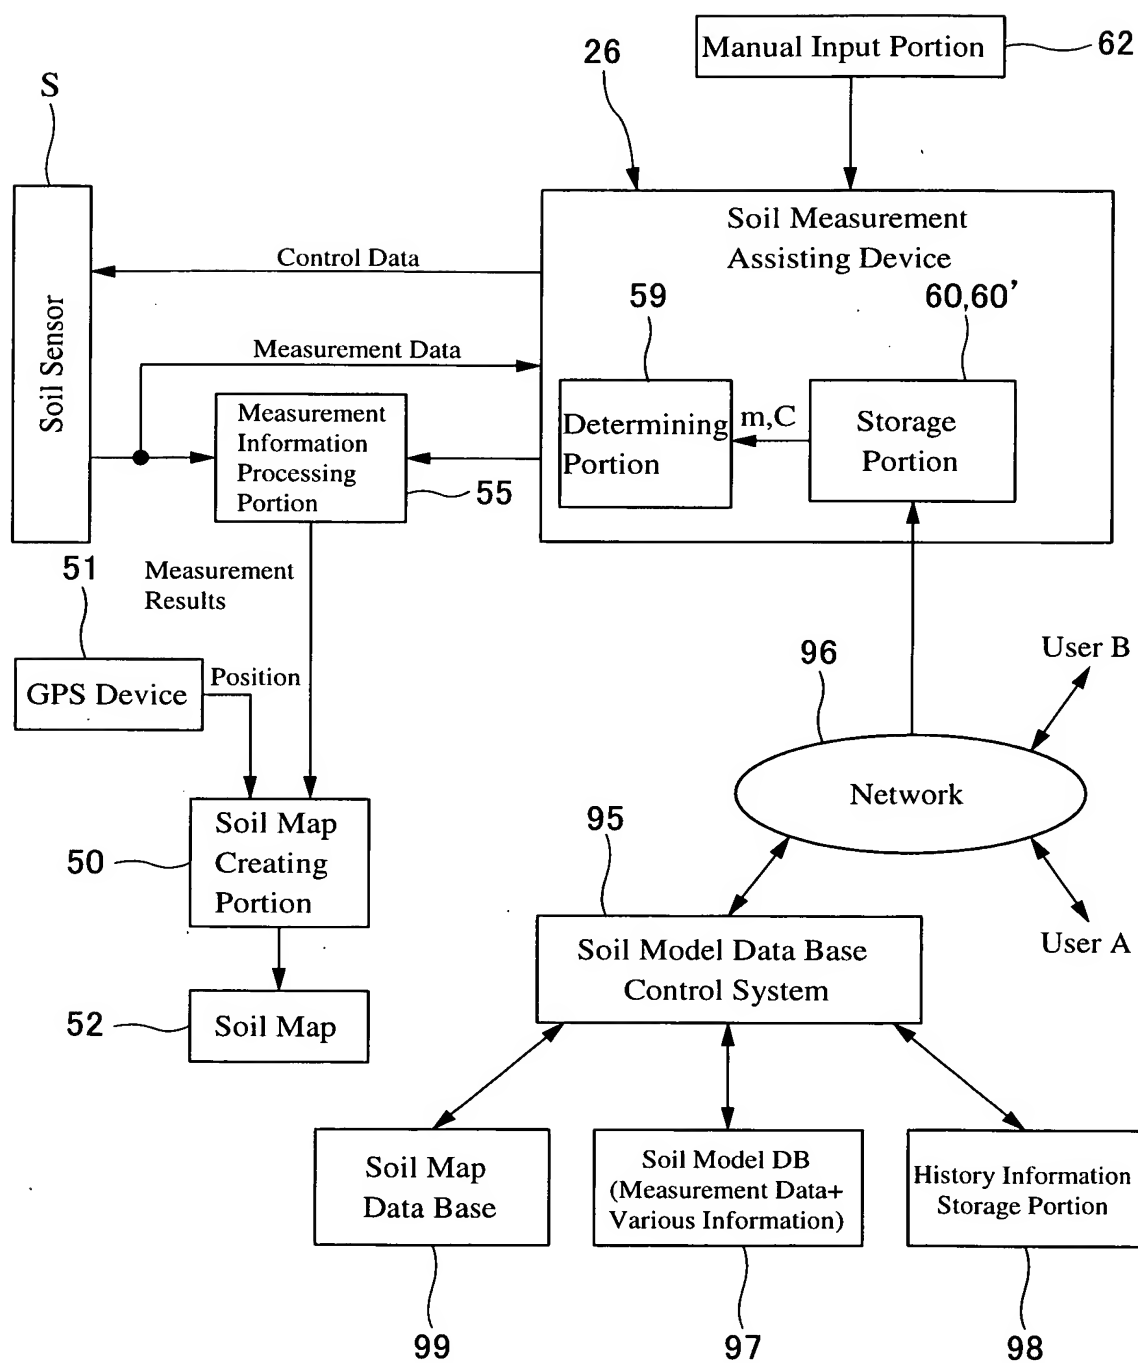 Manual Input Portion
62
26
S
Soil Measurement
Assisting Device
Control Data
59
60,60’
Soil Sensor
Measurement Data
Measurement
Information
Processing
Portion
Determining
Portion
m,C
Storage
Portion
55
51
Measurement
Results
User B
96
GPS Device
Position
Network
Soil Map
Creating
Portion
50
95
User A
Soil Model Data Base
Control System
52
Soil Map
Soil Map
Data Base
Soil Model DB
(Measurement Data+
Various Information)
History Information
Storage Portion
99
97
98